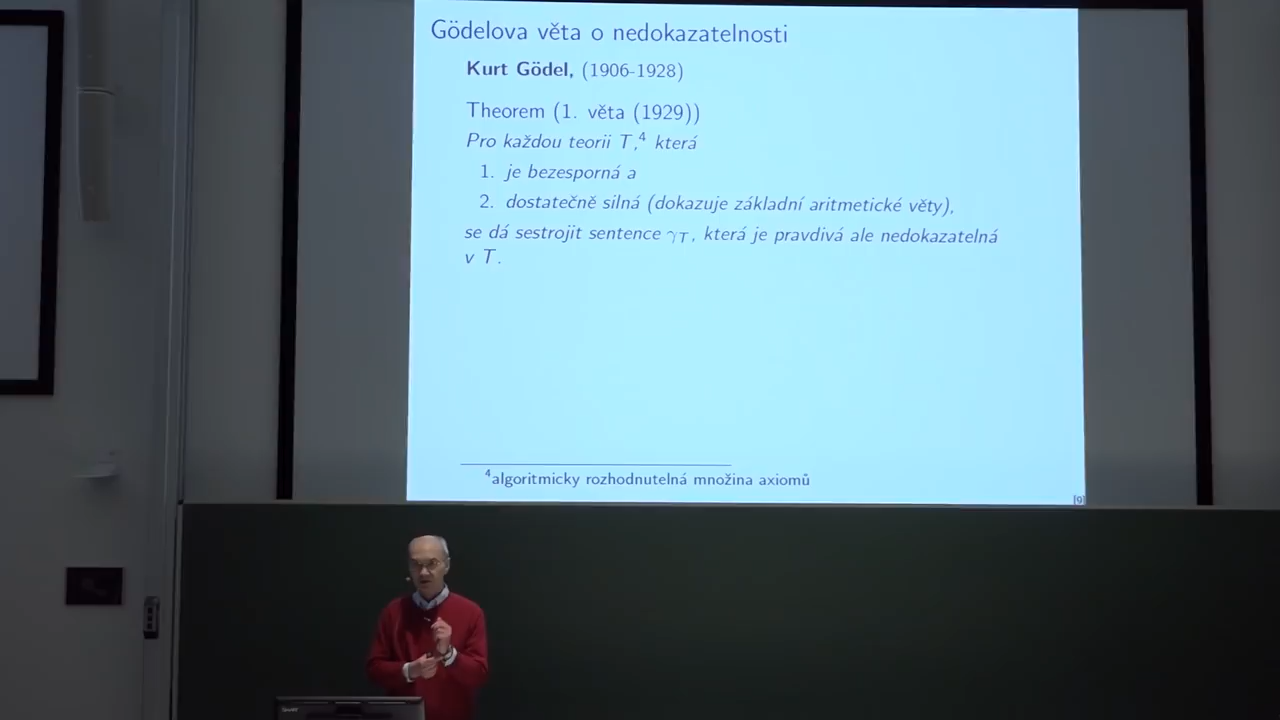 Gödelova věta o nedokazatelnosti
Kurt Gödel, (1906-1928)
Theorem (1. věta (1929))
Pro každou teorii T,⁴ která
1. je bezesporná a
2. dostatečně silná (dokazuje základní aritmetické věty),
se dá sestrojit sentence γT, která je pravdivá ale nedokazatelná
v T.
⁴algoritmicky rozhodnutelná množina axiomů
[9]